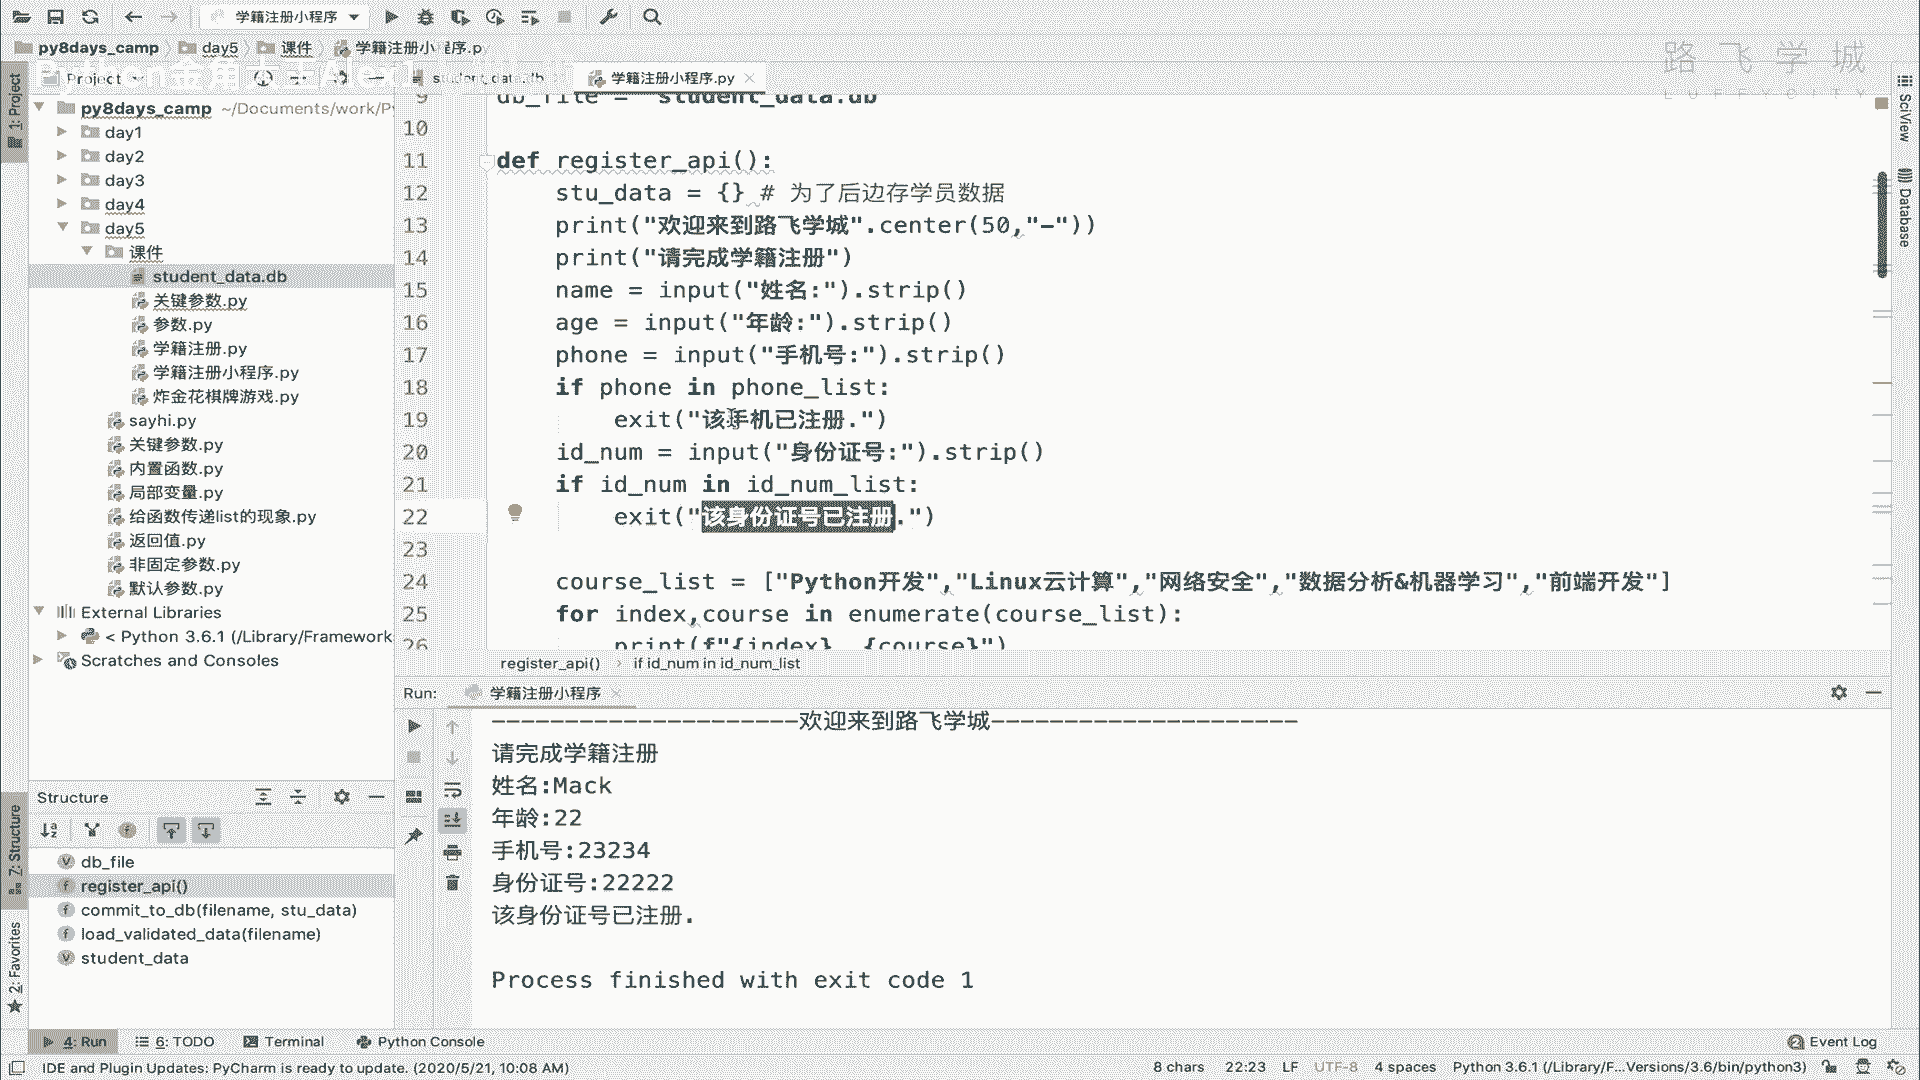 学籍注册小程序
py8days_camp
day5
课件
学籍注册小程序.py
路飞学城
LUFFYCITY
Project
student_data.db
学籍注册小程序.py
1: Project
py8days_camp ~/Documents/work/Py
day1
day2
day3
day4
day5
课件
student_data.db
关键参数.py
参数.py
学籍注册.py
学籍注册小程序.py
炸金花棋牌游戏.py
sayhi.py
关键参数.py
内置函数.py
局部变量.py
给函数传递list的现象.py
返回值.py
非固定参数.py
默认参数.py
External Libraries
< Python 3.6.1 (/Library/Framework
Scratches and Consoles
9 db_file = "student_data.db"
10
11 def register_api():
12 stu_data = {} # 为了后边存学员数据
13 print("欢迎来到路飞学城".center(50,"-"))
14 print("请完成学籍注册")
15 name = input("姓名:").strip()
16 age = input("年龄:").strip()
17 phone = input("手机号:").strip()
18 if phone in phone_list:
19 exit("该手机已注册.")
20 id_num = input("身份证号:").strip()
21 if id_num in id_num_list:
22 exit("该身份证号已注册.")
23
24 course_list = ["Python开发","Linux云计算","网络安全","数据分析&机器学习","前端开发"]
25 for index,course in enumerate(course_list):
26 print(f"{index}. {course}")
register_api()
if id_num in id_num_list
SciView
Database
Structure
db_file
register_api()
commit_to_db(filename, stu_data)
load_validated_data(filename)
student_data
7: Structure
2: Favorites
Run:
学籍注册小程序
---------------------欢迎来到路飞学城---------------------
请完成学籍注册
姓名:Mack
年龄:22
手机号:23234
身份证号:22222
该身份证号已注册.
Process finished with exit code 1
4: Run
6: TODO
Terminal
Python Console
2 Event Log
IDE and Plugin Updates: PyCharm is ready to update. (2020/5/21, 10:08 AM)
8 chars
22:23
LF
UTF-8
4 spaces
Python 3.6.1 (/Library/F...Versions/3.6/bin/python3)